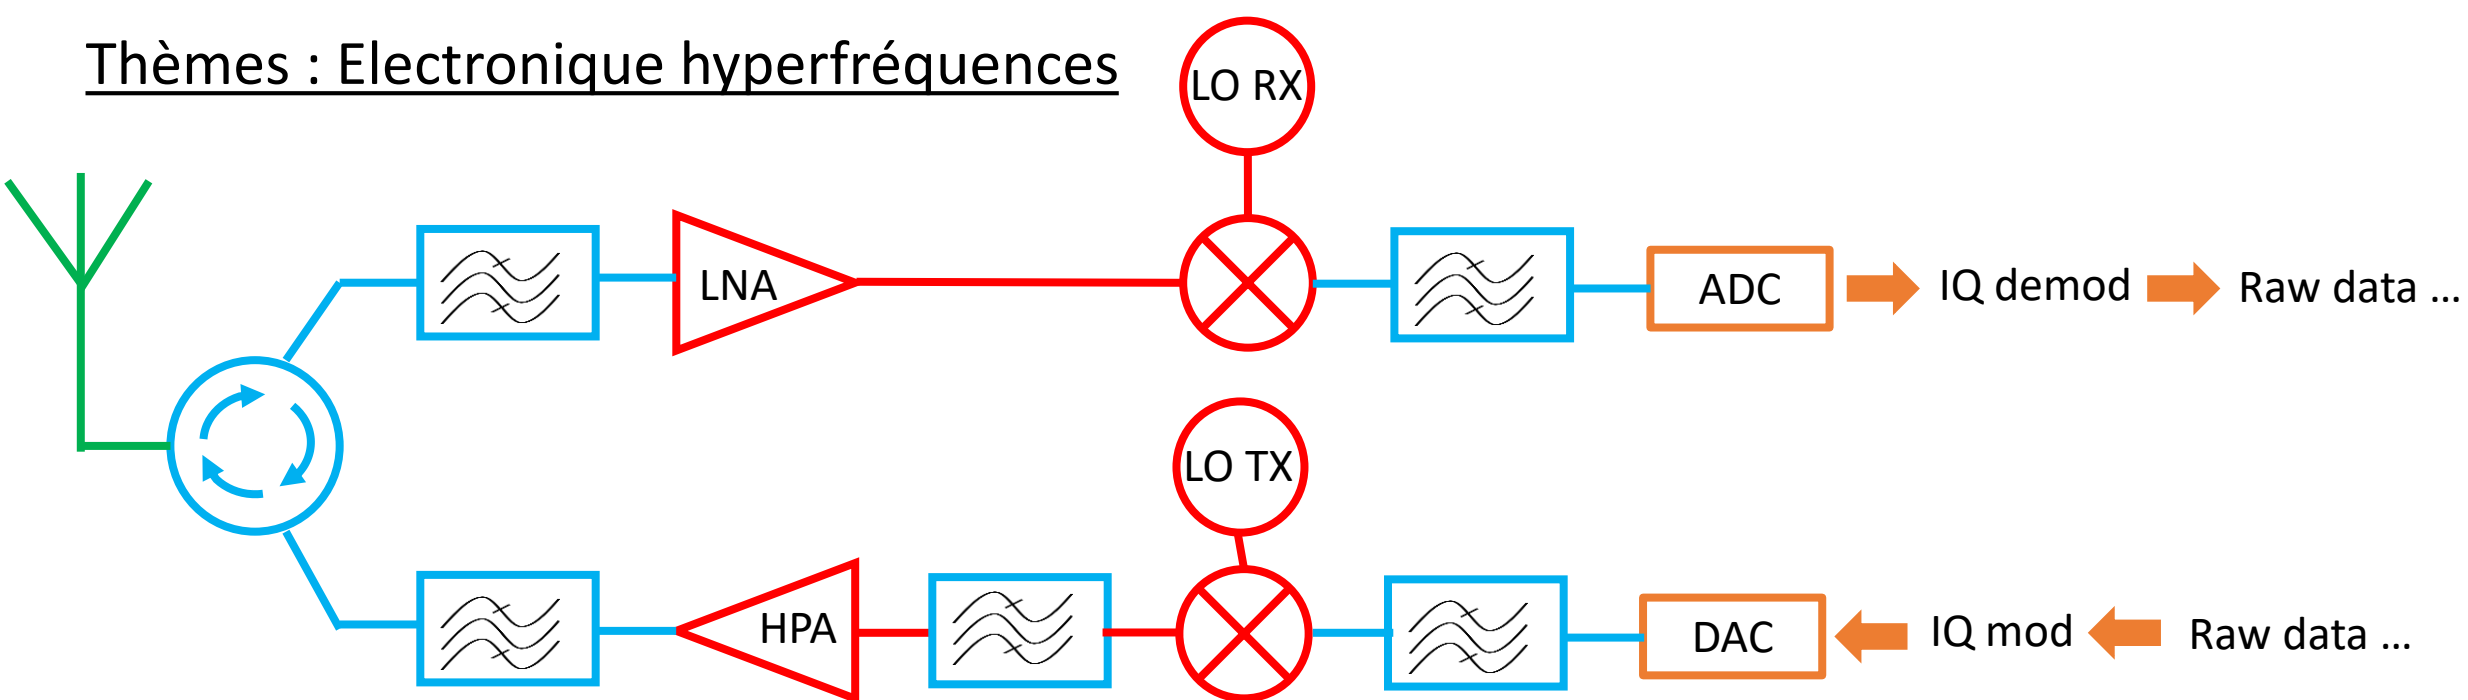 Thèmes : Electronique hyperfréquences
LO RX
LNA
ADC
IQ demod
Raw data ...
LO TX
HPA
DAC
IQ mod
Raw data ...